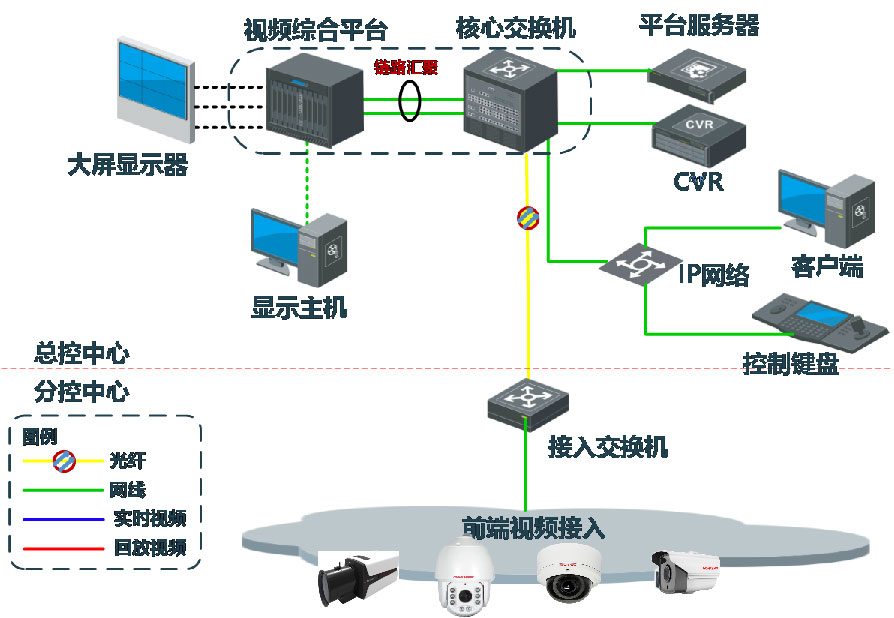 视频综合平台
核心交换机
平台服务器
链路汇聚
CVR
大屏显示器
CVR
显示主机
IP网络
客户端
总控中心
控制键盘
分控中心
图例
光纤
网线
实时视频
回放视频
接入交换机
前端视频接入